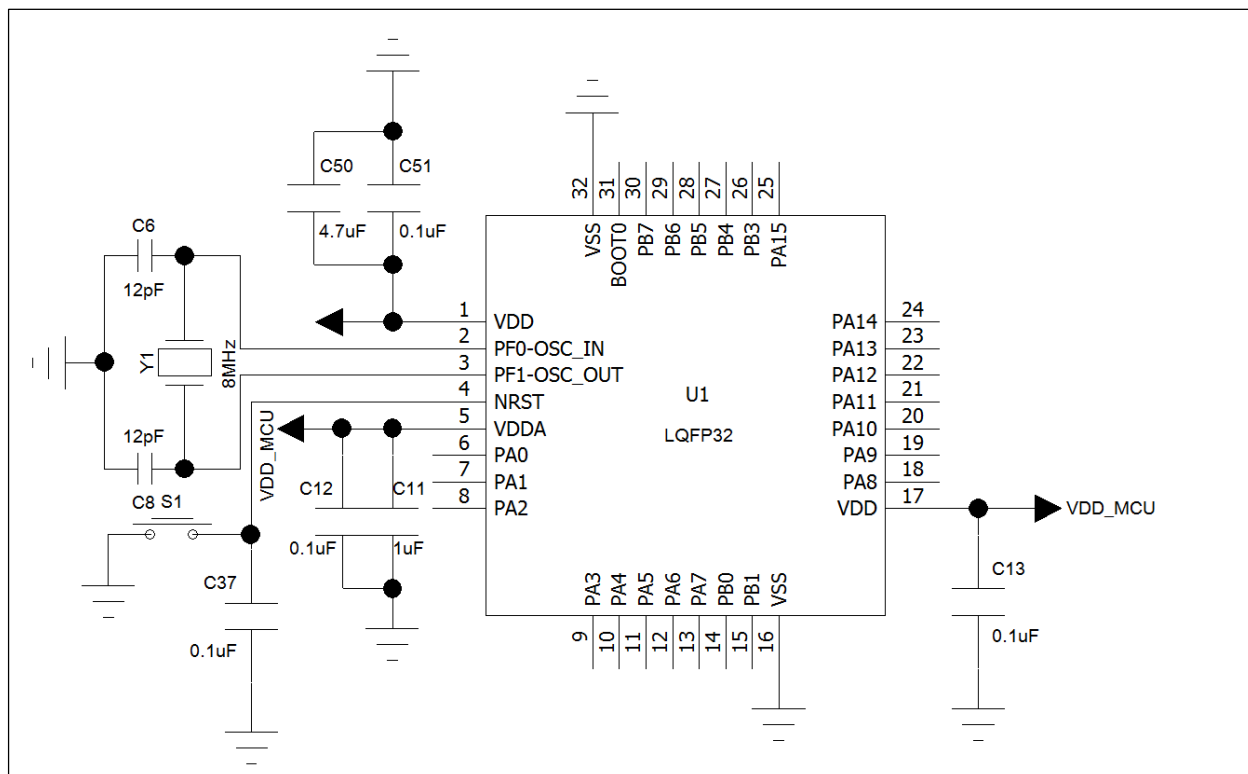 C50
C51
4.7uF
0.1uF
C6
12pF
Y1
8MHz
12pF
C8
S1
C37
0.1uF
VDD_MCU
C12
C11
0.1uF
1uF
32
31
30
29
28
27
26
25
VSS
BOOT0
PB7
PB6
PB5
PB4
PB3
PA15
1
VDD
2
PF0-OSC_IN
3
PF1-OSC_OUT
4
NRST
5
VDDA
6
PA0
7
PA1
8
PA2
U1
LQFP32
PA14
24
PA13
23
PA12
22
PA11
21
PA10
20
PA9
19
PA8
18
VDD
17
VDD_MCU
C13
0.1uF
PA3
PA4
PA5
PA6
PA7
PB0
PB1
VSS
9
10
11
12
13
14
15
16